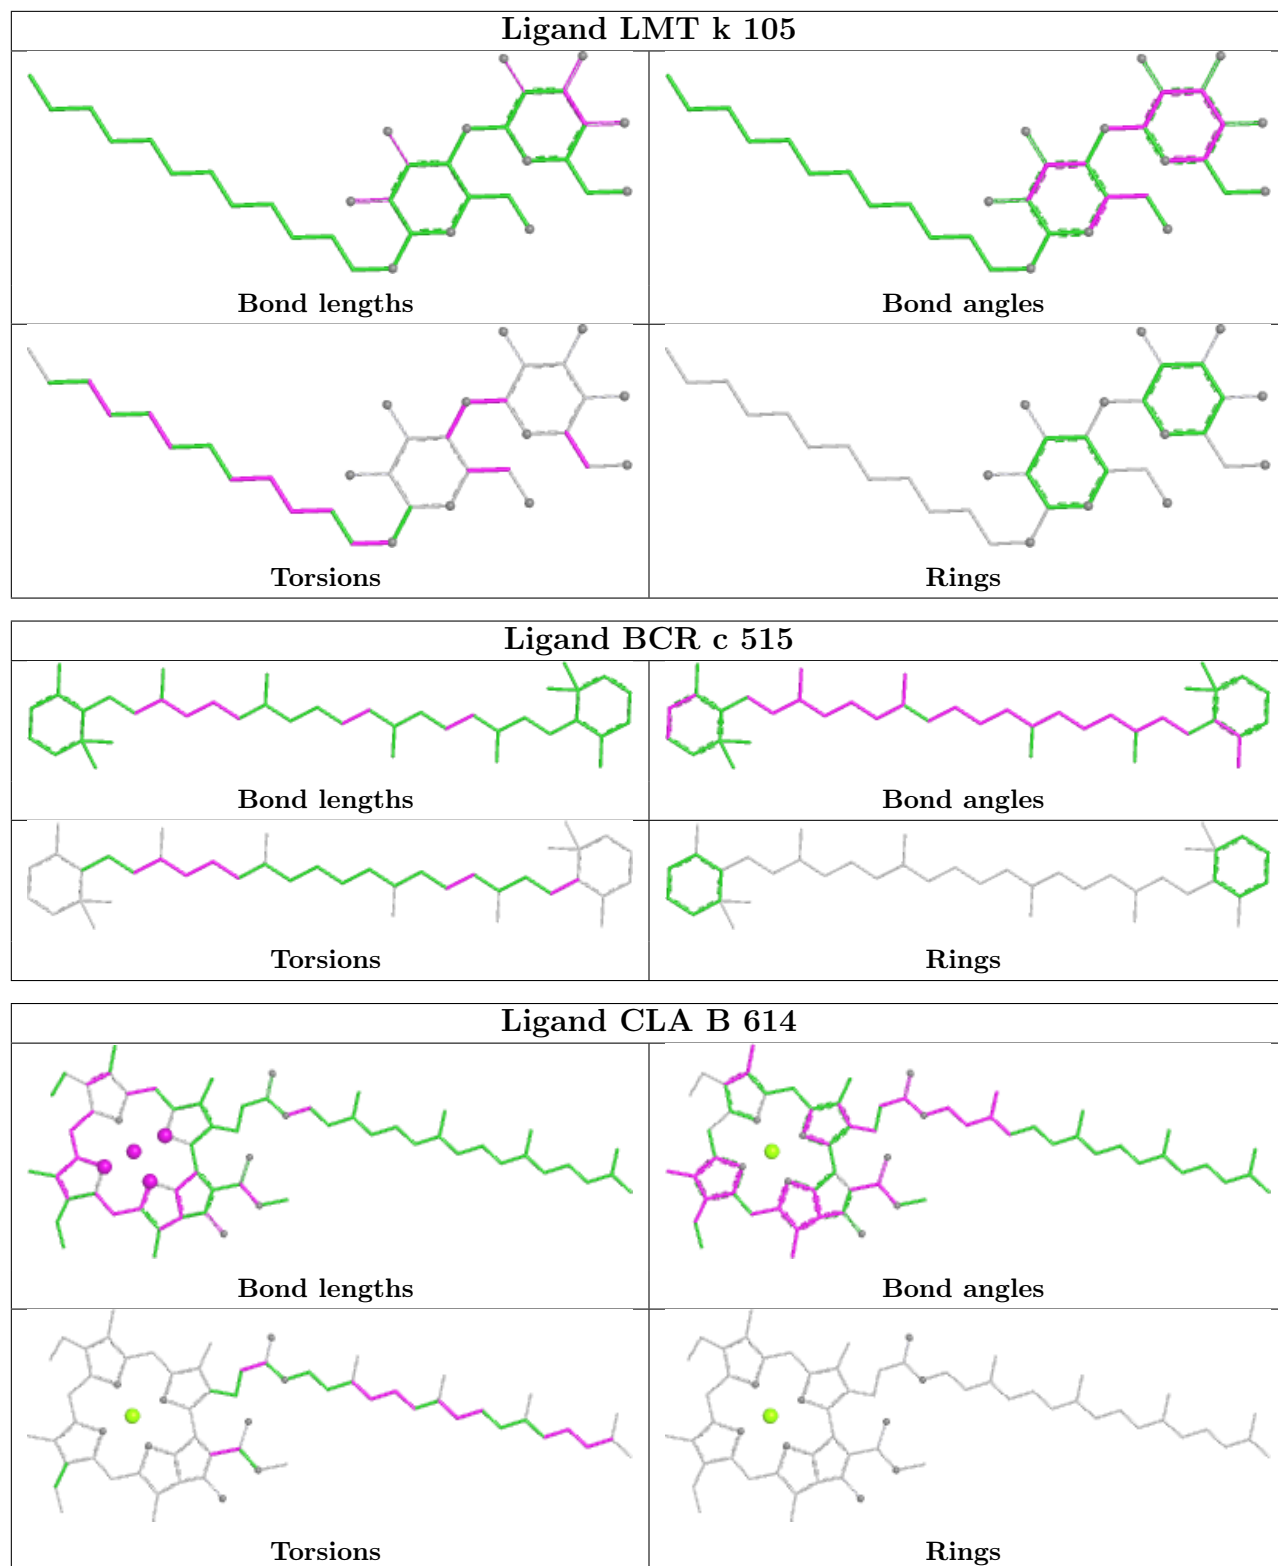 Ligand LMT k 105
Bond lengths
Bond angles
Torsions
Rings
Ligand BCR c 515
Bond lengths
Bond angles
Torsions
Rings
Ligand CLA B 614
Bond lengths
Bond angles
Torsions
Rings